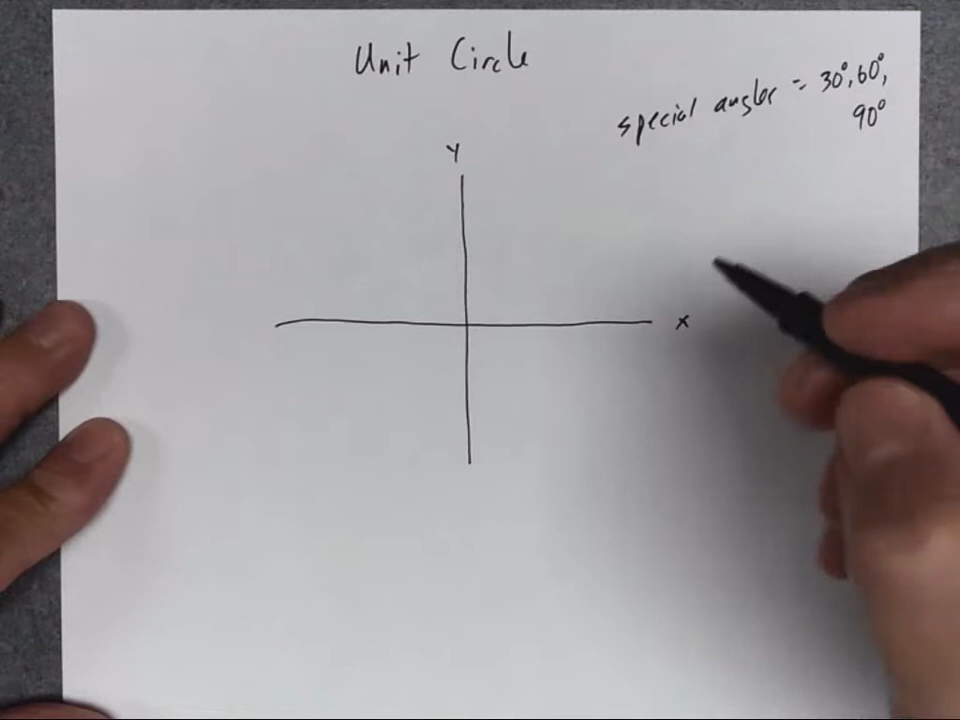 Unit Circle
special angles = 30°, 60°,
90°
Y
X